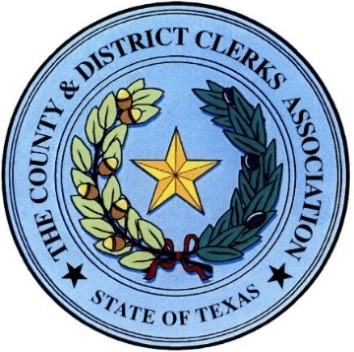 THE COUNTY & DISTRICT CLERKS ASSOCIATION
STATE OF TEXAS